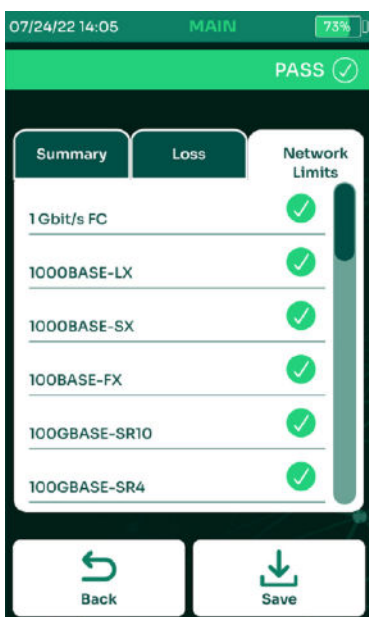 07/24/22 14:05 MAIN 73%
PASS
Summary Loss Network
Limits
1 Gbit/s FC
1000BASE-LX
1000BASE-SX
100BASE-FX
100GBASE-SR10
100GBASE-SR4
Back Save